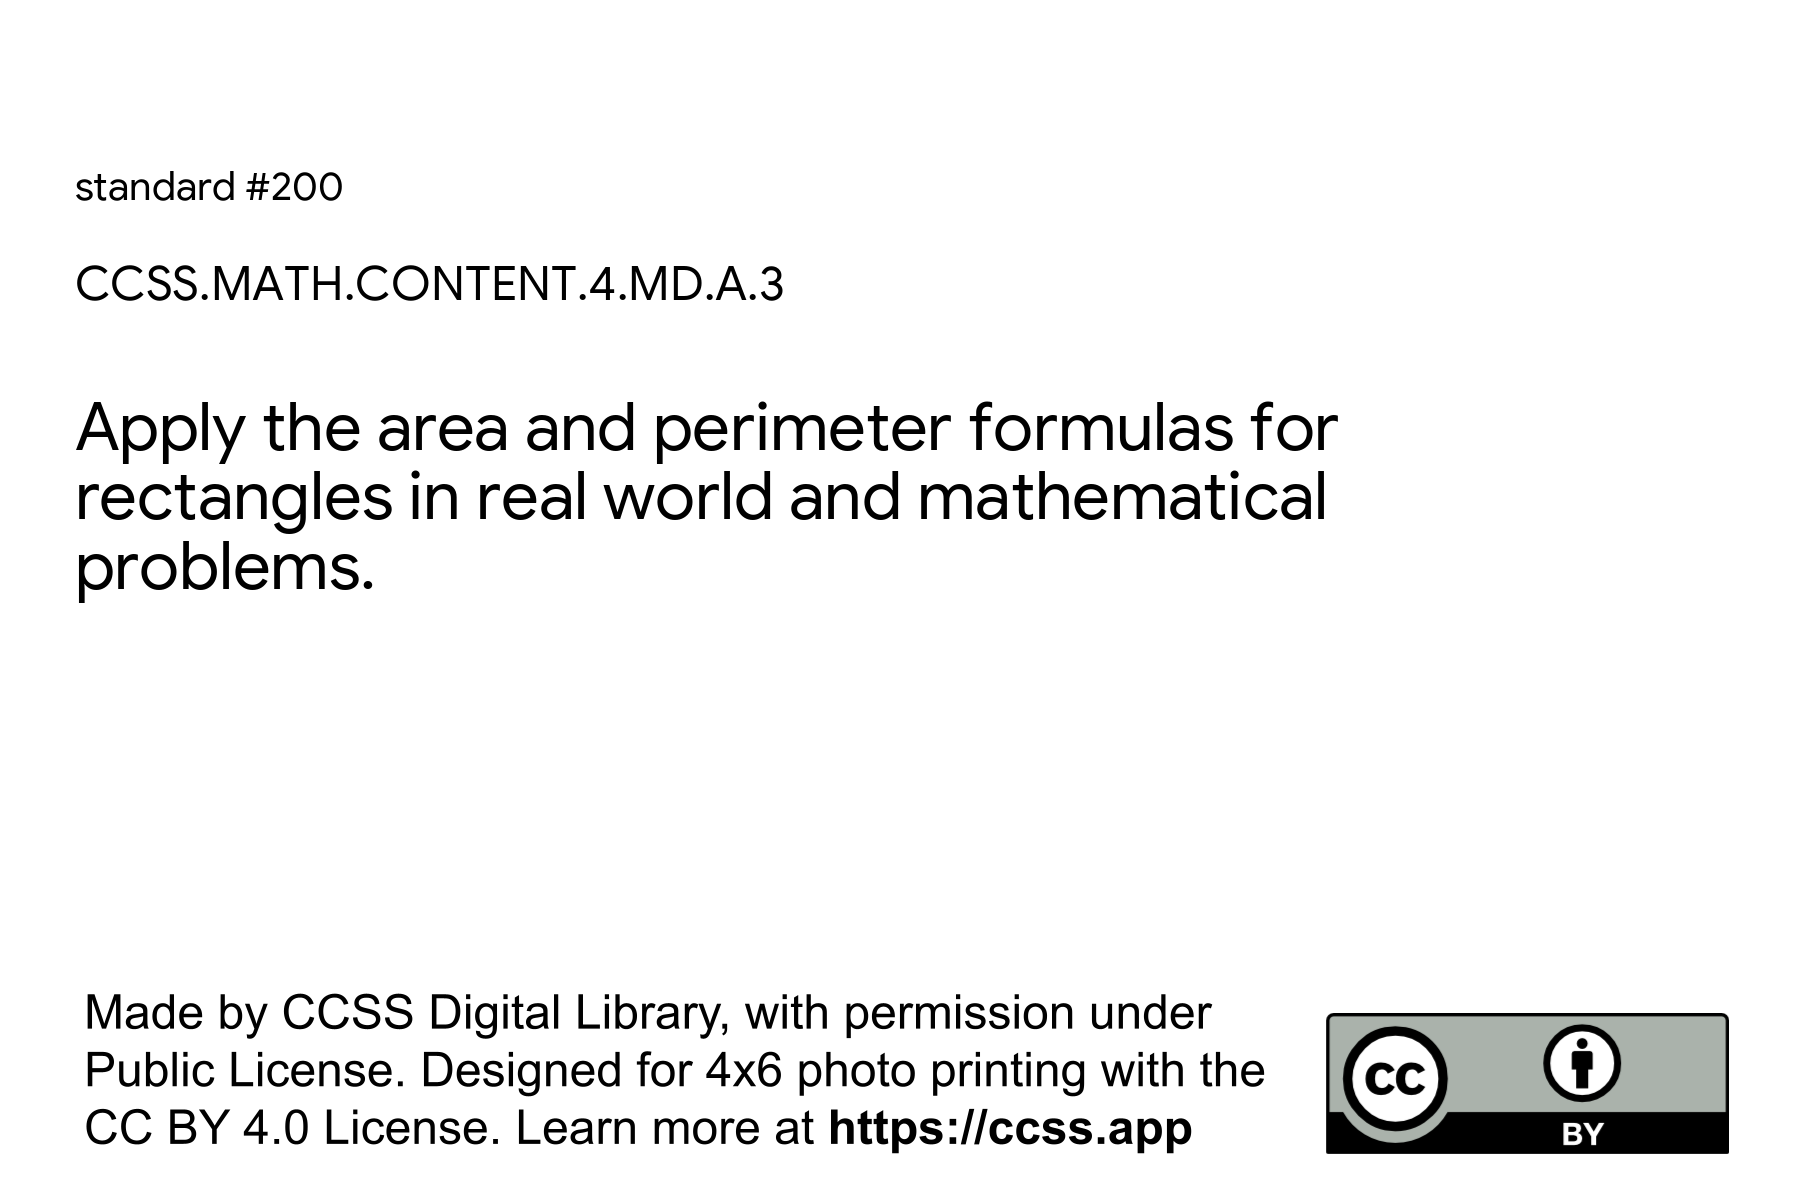 standard #200
CCSS.MATH.CONTENT.4.MD.A.3
Apply the area and perimeter formulas for
rectangles in real world and mathematical
problems.
Made by CCSS Digital Library, with permission under
Public License. Designed for 4x6 photo printing with the
CC BY 4.0 License. Learn more at https://ccss.app
cc
BY